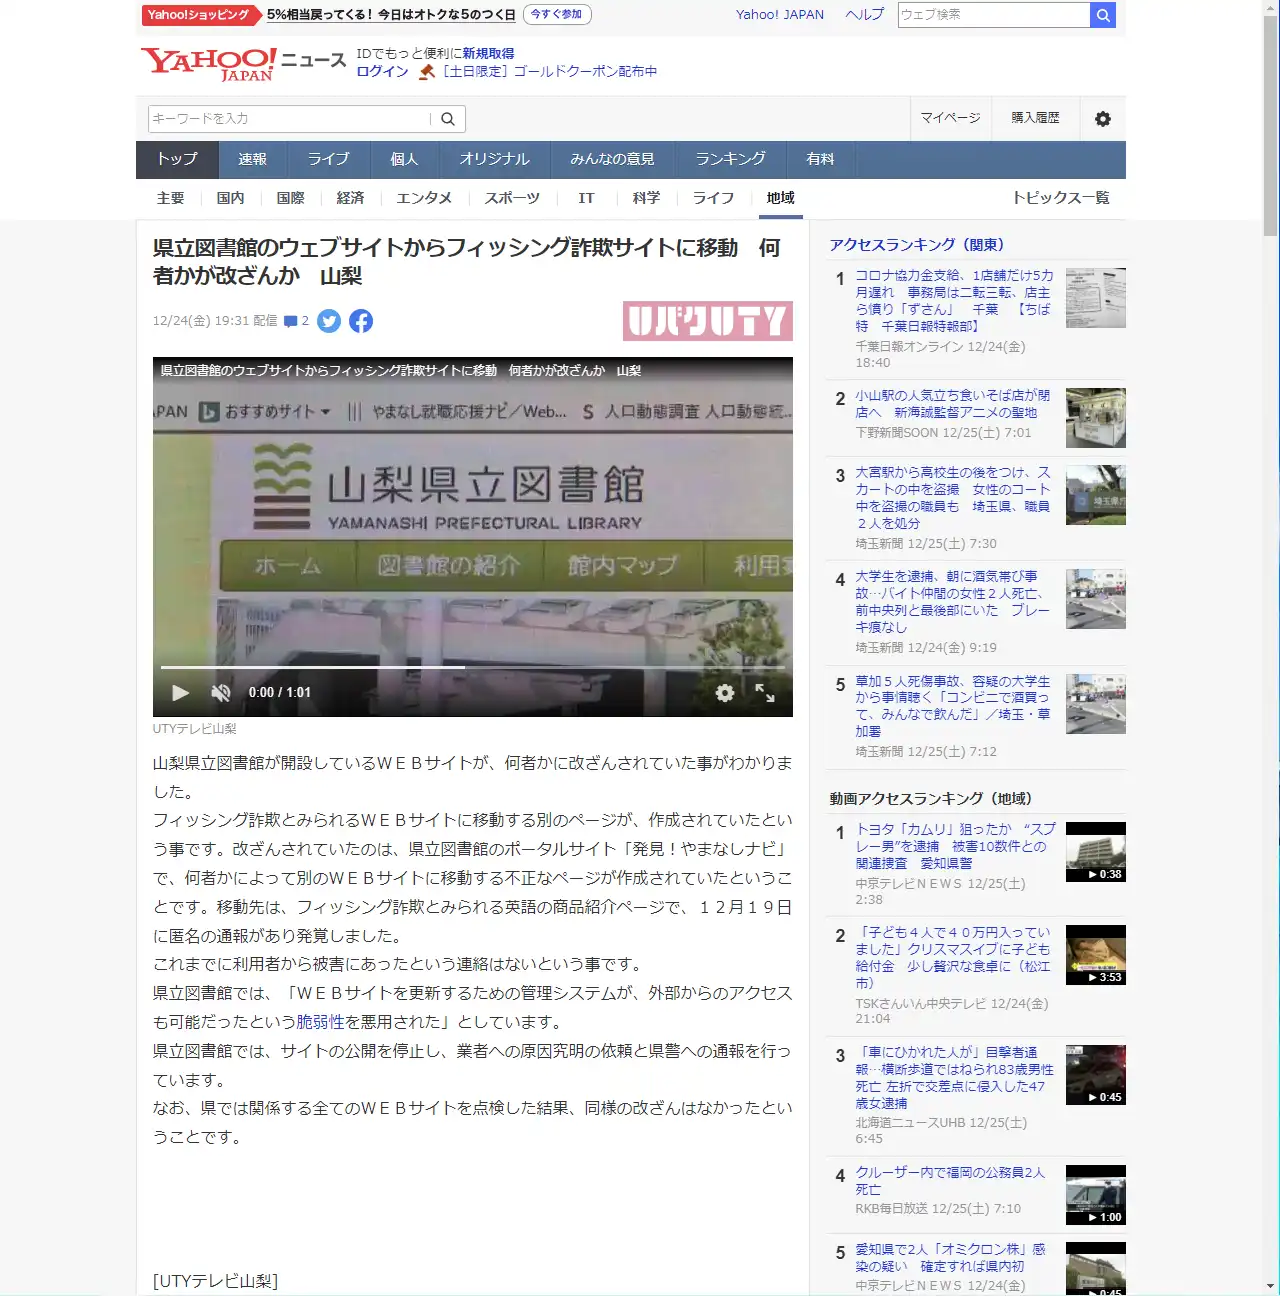 Yahoo!ショッピング 5%相当戻ってくる！今日はオトクな5のつく日 今すぐ参加
Yahoo! JAPAN ヘルプ ウェブ検索
YAHOO! JAPAN ニュース
IDでもっと便利に新規取得
ログイン 【土日限定】ゴールドクーポン配布中
キーワードを入力
マイページ 購入履歴
トップ 速報 ライブ 個人 オリジナル みんなの意見 ランキング 有料
主要 国内 国際 経済 エンタメ スポーツ IT 科学 ライフ 地域 トピックス一覧
県立図書館のウェブサイトからフィッシング詐欺サイトに移動　何
者かが改ざんか　山梨
12/24(金) 19:31 配信 2
UバクUTY
県立図書館のウェブサイトからフィッシング詐欺サイトに移動　何者かが改ざんか　山梨
APAN おすすめサイト やまなし就職応援ナビ／Web... 人口動態調査 人口動態統...
山梨県立図書館
YAMANASHI PREFECTURAL LIBRARY
ホーム 図書館の紹介 館内マップ 利用案
0:00 / 1:01
UTYテレビ山梨
山梨県立図書館が開設しているＷＥＢサイトが、何者かに改ざんされていた事がわかりま
した。
フィッシング詐欺とみられるＷＥＢサイトに移動する別のページが、作成されていたとい
う事です。改ざんされていたのは、県立図書館のポータルサイト「発見！やまなしナビ」
で、何者かによって別のＷＥＢサイトに移動する不正なページが作成されていたというこ
とです。移動先は、フィッシング詐欺とみられる英語の商品紹介ページで、１２月１９日
に匿名の通報があり発覚しました。
これまでに利用者から被害にあったという連絡はないという事です。
県立図書館では、「ＷＥＢサイトを更新するための管理システムが、外部からのアクセス
も可能だったという脆弱性を悪用された」としています。
県立図書館では、サイトの公開を停止し、業者への原因究明の依頼と県警への通報を行っ
ています。
なお、県では関係する全てのＷＥＢサイトを点検した結果、同様の改ざんはなかったとい
うことです。
[UTYテレビ山梨]
アクセスランキング（関東）
1 コロナ協力金支給、1店舗だけ5カ
月遅れ　事務局は二転三転、店主
ら憤り「ずさん」　千葉　【ちば
特　千葉日報特報部】
千葉日報オンライン 12/24(金)
18:40
2 小山駅の人気立ち食いそば店が閉
店へ　新海誠監督アニメの聖地
下野新聞SOON 12/25(土) 7:01
3 大宮駅から高校生の後をつけ、ス
カートの中を盗撮　女性のコート
中を盗撮の職員も　埼玉県、職員
２人を処分
埼玉新聞 12/25(土) 7:30
4 大学生を逮捕、朝に酒気帯び事
故…バイト仲間の女性２人死亡、
前中央列と最後部にいた　ブレー
キ痕なし
埼玉新聞 12/24(金) 9:19
5 草加５人死傷事故、容疑の大学生
から事情聴く「コンビニで酒買っ
て、みんなで飲んだ」／埼玉・草
加署
埼玉新聞 12/25(土) 7:12
動画アクセスランキング（地域）
1 トヨタ「カムリ」狙ったか　“スプ
レー男”を逮捕　被害10数件との
関連捜査　愛知県警
中京テレビＮＥＷＳ 12/25(土)
2:38
0:38
2 「子ども４人で４０万円入ってい
ました」クリスマスイブに子ども
給付金　少し贅沢な食卓に（松江
市）
TSKさんいん中央テレビ 12/24(金)
21:04
3:53
3 「車にひかれた人が」目撃者通
報…横断歩道ではねられ83歳男性
死亡 左折で交差点に侵入した47
歳女逮捕
北海道ニュースUHB 12/25(土)
6:45
0:45
4 クルーザー内で福岡の公務員2人
死亡
RKB毎日放送 12/25(土) 7:10
1:00
5 愛知県で2人「オミクロン株」感
染の疑い　確定すれば県内初
中京テレビＮＥＷＳ 12/24(金)
0:45